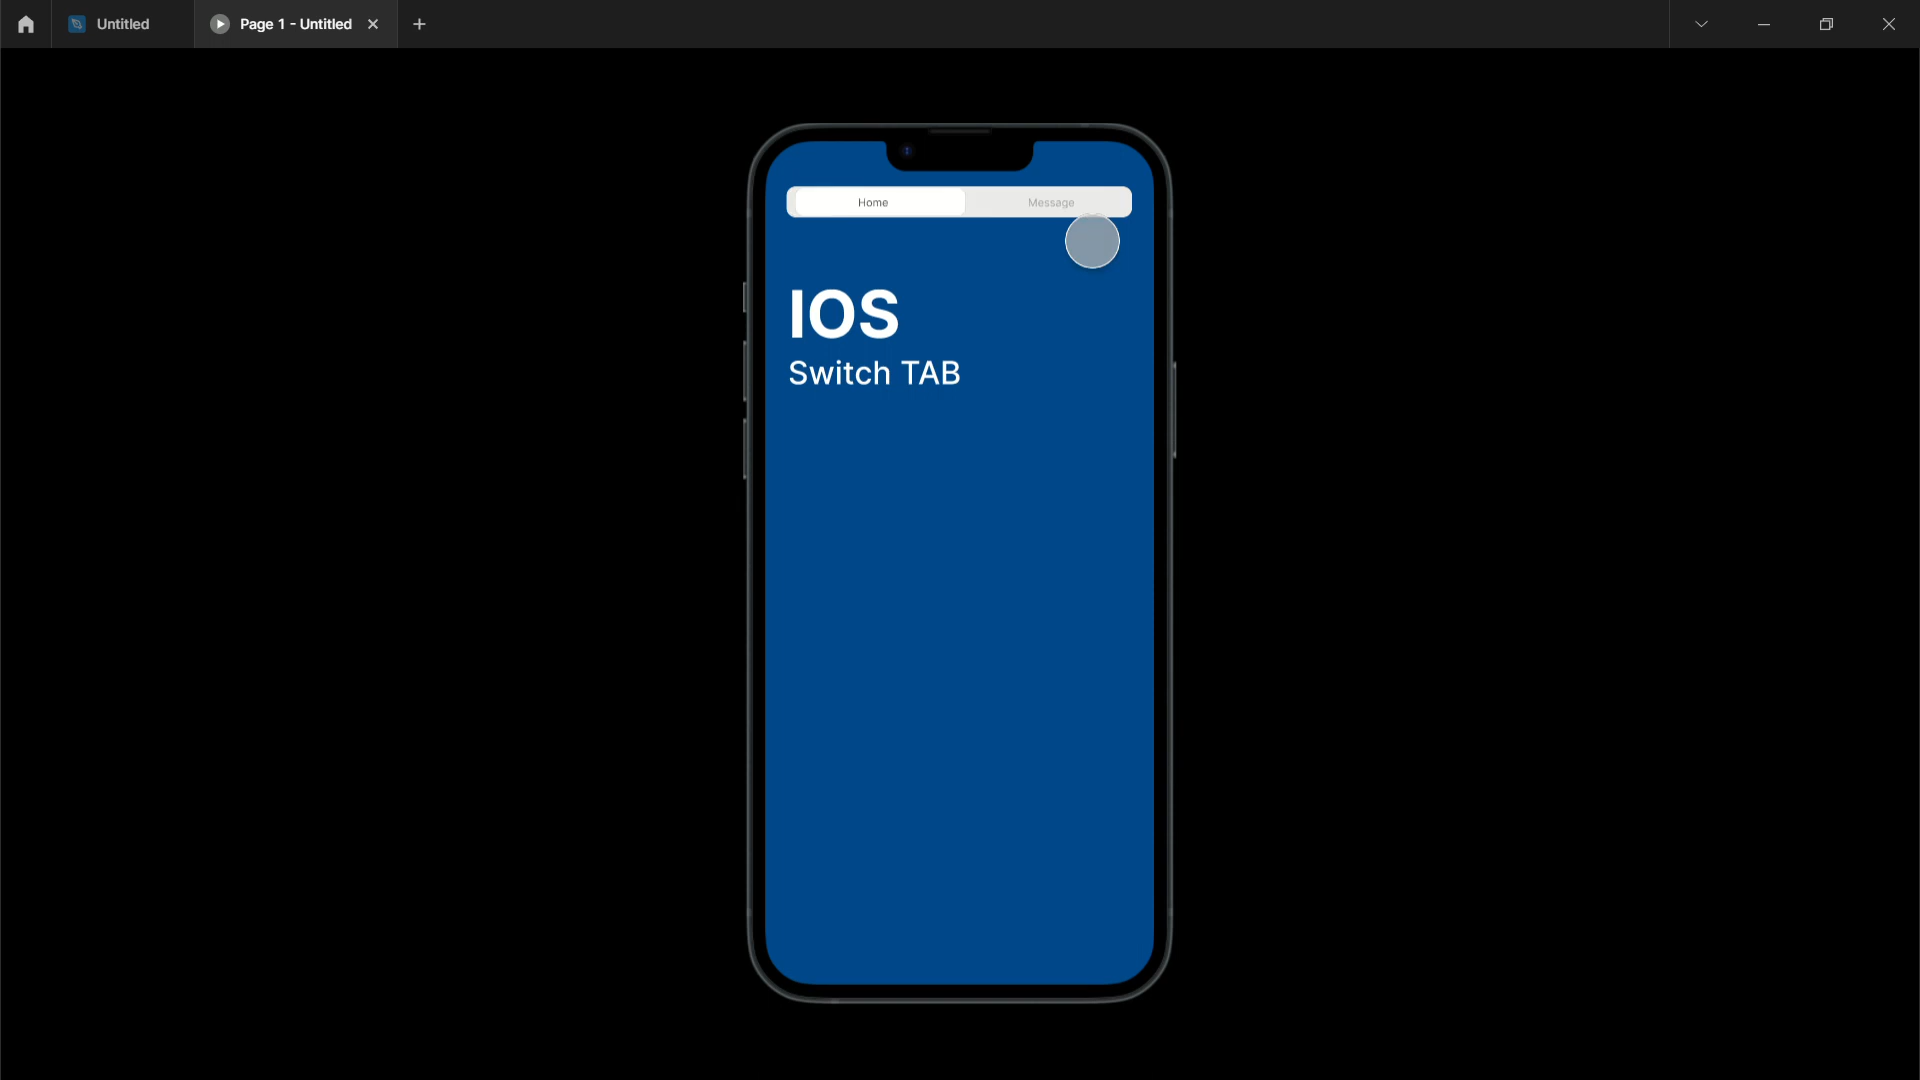 Untitled
Page 1 - Untitled
Home
Message
IOS
Switch TAB